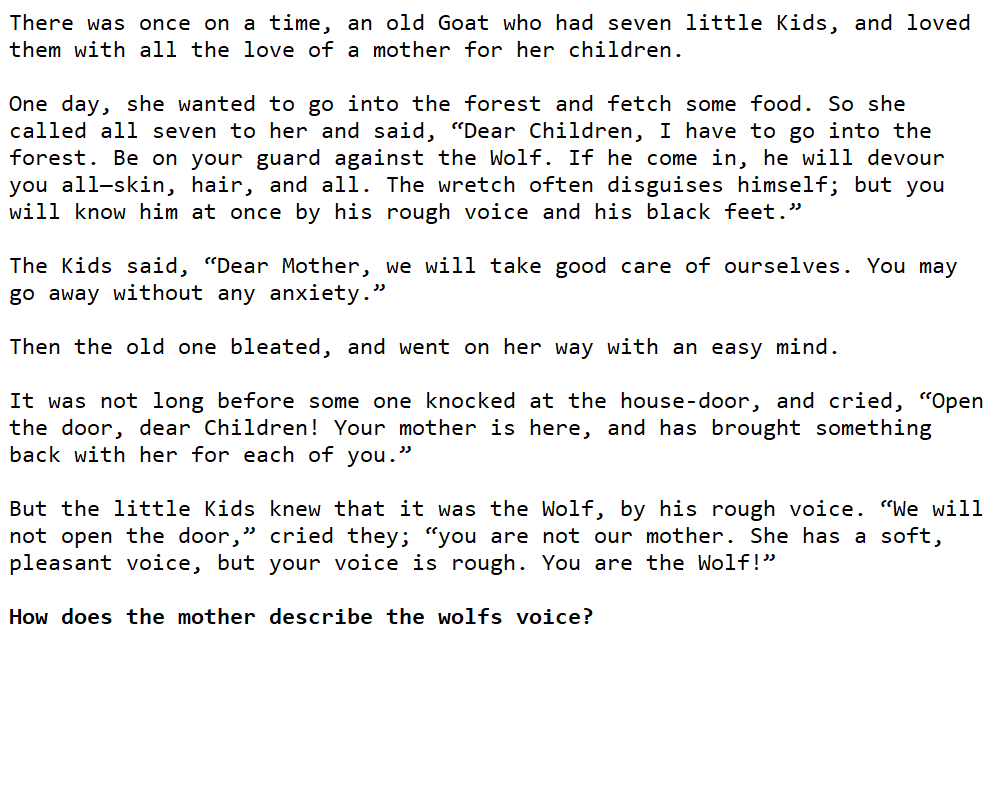 There was once on a time, an old Goat who had seven little Kids, and loved
them with all the love of a mother for her children.

One day, she wanted to go into the forest and fetch some food. So she
called all seven to her and said, “Dear Children, I have to go into the
forest. Be on your guard against the Wolf. If he come in, he will devour
you all—skin, hair, and all. The wretch often disguises himself; but you
will know him at once by his rough voice and his black feet.”

The Kids said, “Dear Mother, we will take good care of ourselves. You may
go away without any anxiety.”

Then the old one bleated, and went on her way with an easy mind.

It was not long before some one knocked at the house-door, and cried, “Open
the door, dear Children! Your mother is here, and has brought something
back with her for each of you.”

But the little Kids knew that it was the Wolf, by his rough voice. “We will
not open the door,” cried they; “you are not our mother. She has a soft,
pleasant voice, but your voice is rough. You are the Wolf!”

How does the mother describe the wolfs voice?